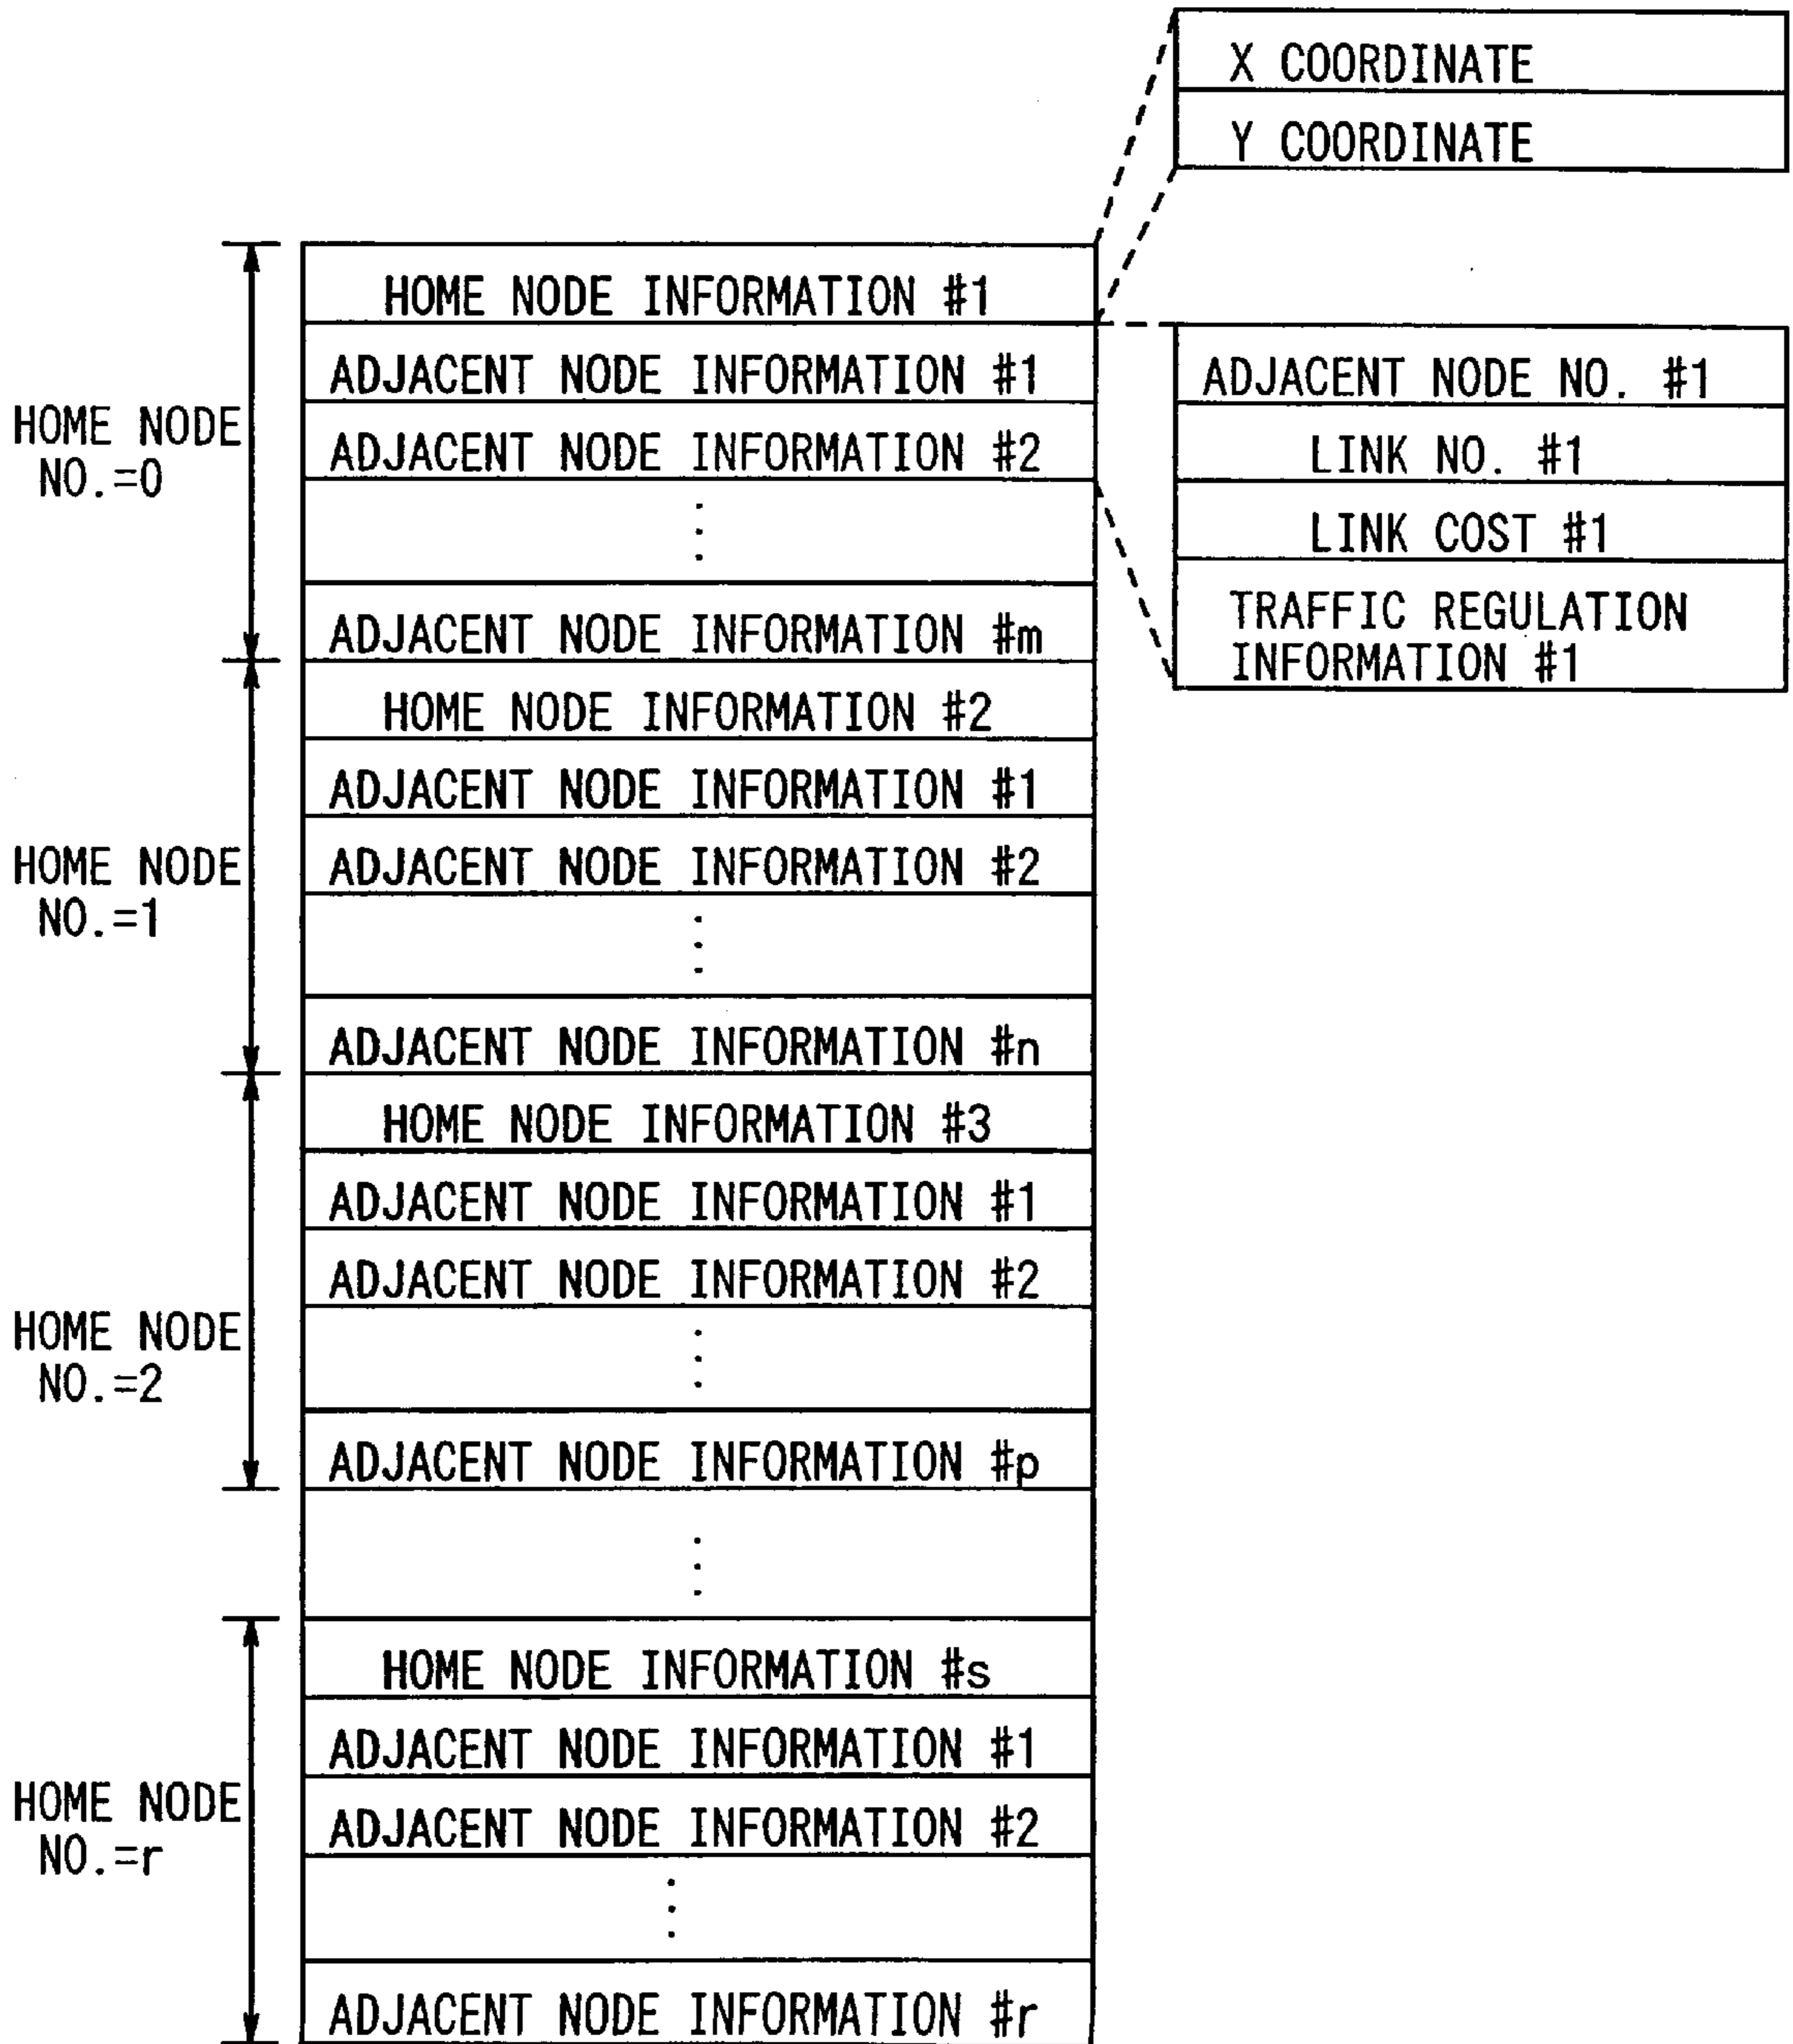 X COORDINATE
Y COORDINATE
HOME NODE INFORMATION #1
ADJACENT NODE INFORMATION #1
ADJACENT NODE INFORMATION #2
ADJACENT NODE INFORMATION #m
HOME NODE
NO.=0
ADJACENT NODE NO. #1
LINK NO. #1
LINK COST #1
TRAFFIC REGULATION
INFORMATION #1
HOME NODE INFORMATION #2
ADJACENT NODE INFORMATION #1
ADJACENT NODE INFORMATION #2
ADJACENT NODE INFORMATION #n
HOME NODE
NO.=1
HOME NODE INFORMATION #3
ADJACENT NODE INFORMATION #1
ADJACENT NODE INFORMATION #2
ADJACENT NODE INFORMATION #p
HOME NODE
NO.=2
HOME NODE INFORMATION #s
ADJACENT NODE INFORMATION #1
ADJACENT NODE INFORMATION #2
ADJACENT NODE INFORMATION #r
HOME NODE
NO.=r